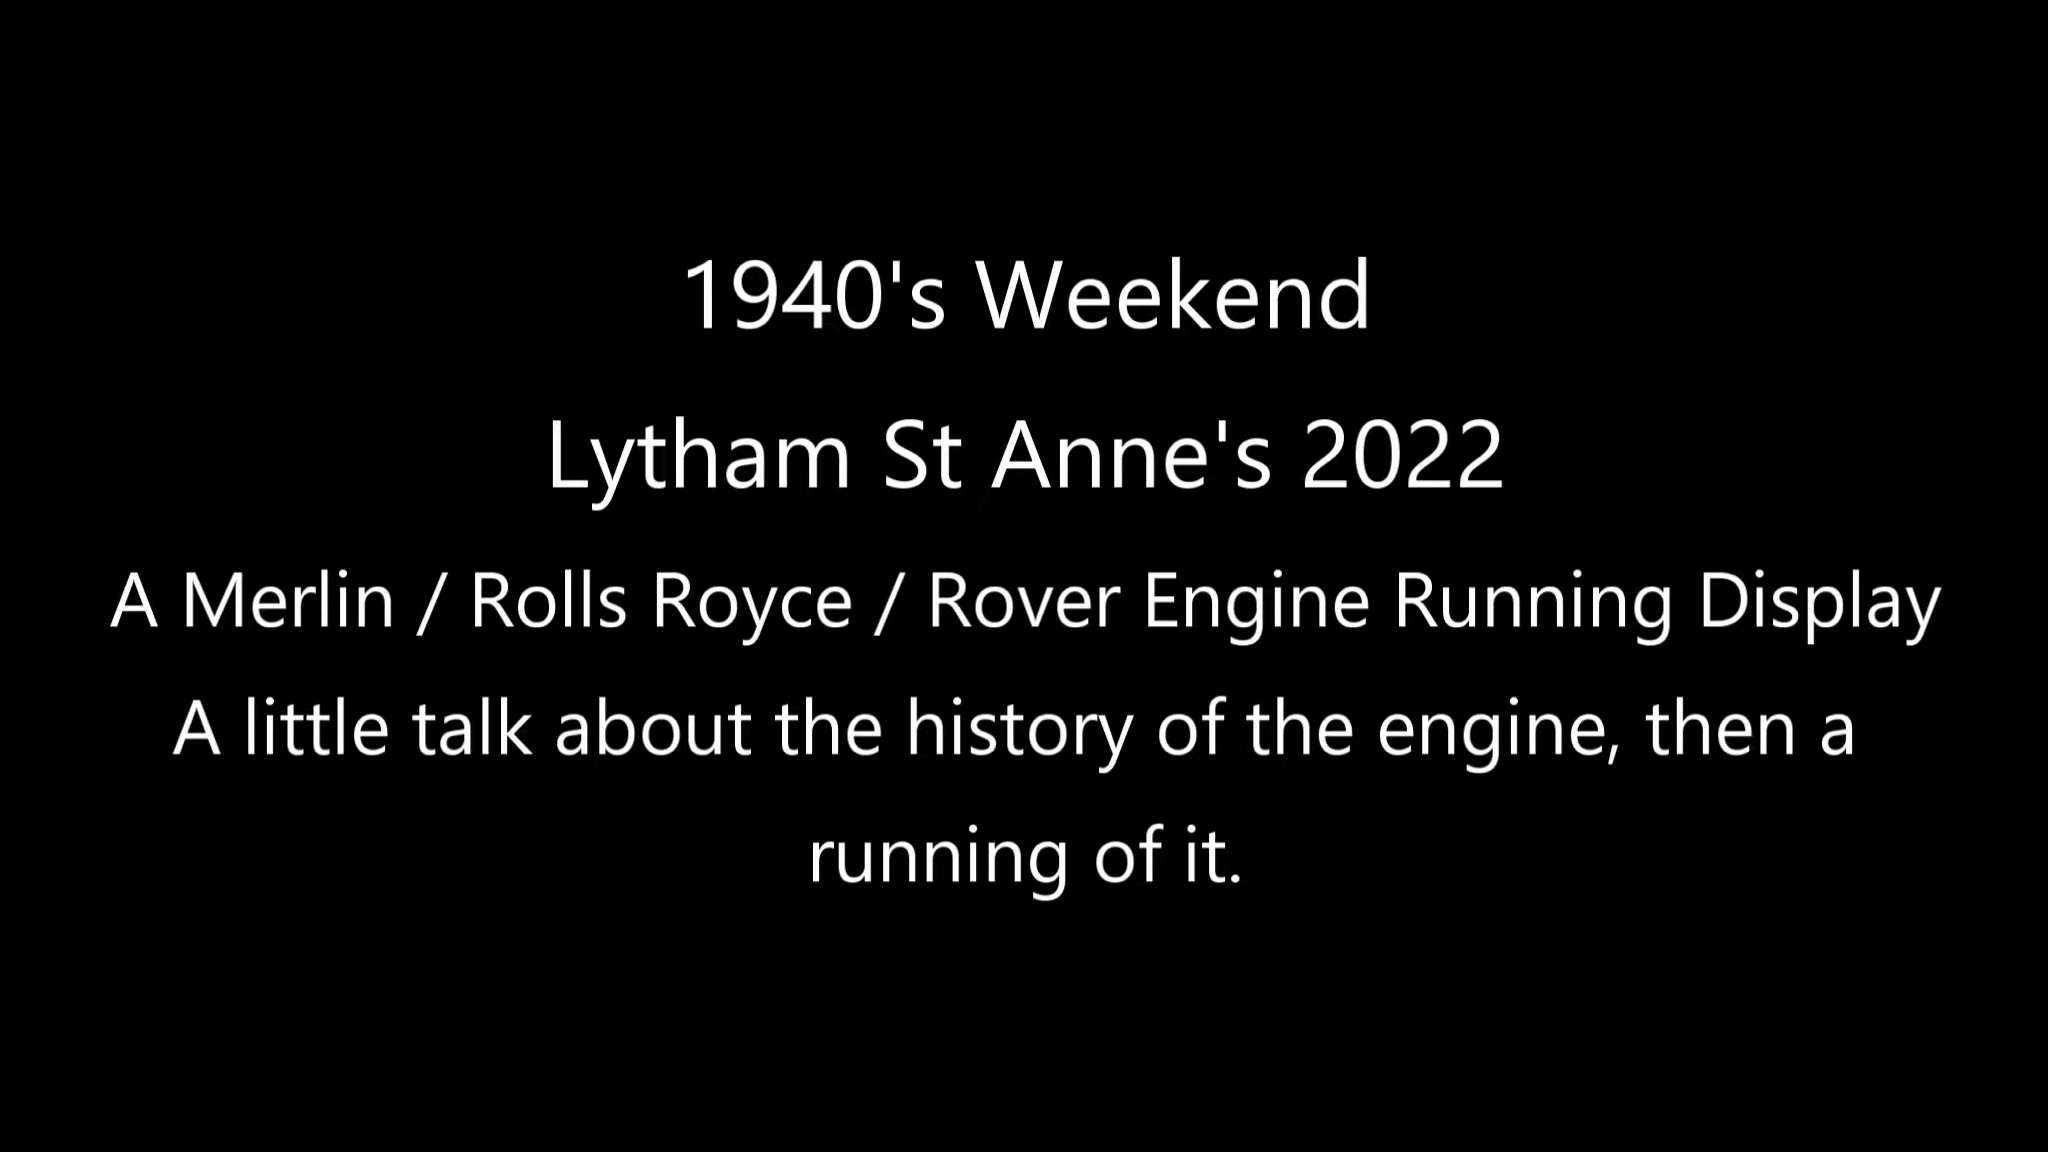 1940's Weekend
Lytham St Anne's 2022
A Merlin / Rolls Royce / Rover Engine Running Display
A little talk about the history of the engine, then a
running of it.